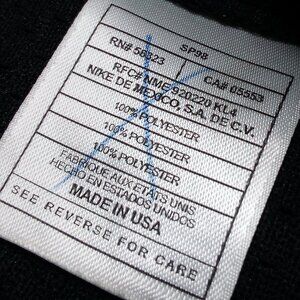 SP98
RN# 56323 CA# 05553
RFC# NME 920220 KL4
NIKE DE MEXICO, S.A. DE C.V.
100% POLYESTER
100% POLYESTER
100% POLYESTER
FABRIQUE AUX ETATS UNIS
HECHO EN ESTADOS UNIDOS
MADE IN USA
SEE REVERSE FOR CARE